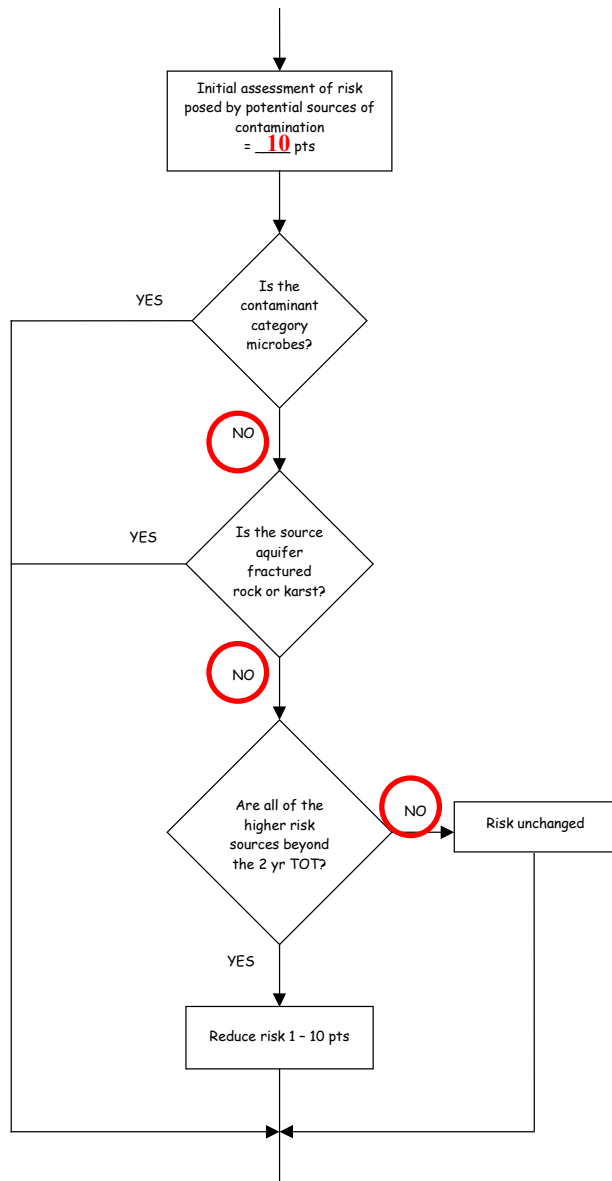 Initial assessment of risk
posed by potential sources of
contamination
= 10 pts
Is the
contaminant
category
microbes?
YES
NO
Is the source
aquifer
fractured
rock or karst?
YES
NO
Are all of the
higher risk
sources beyond
the 2 yr TOT?
NO
Risk unchanged
YES
Reduce risk 1 – 10 pts